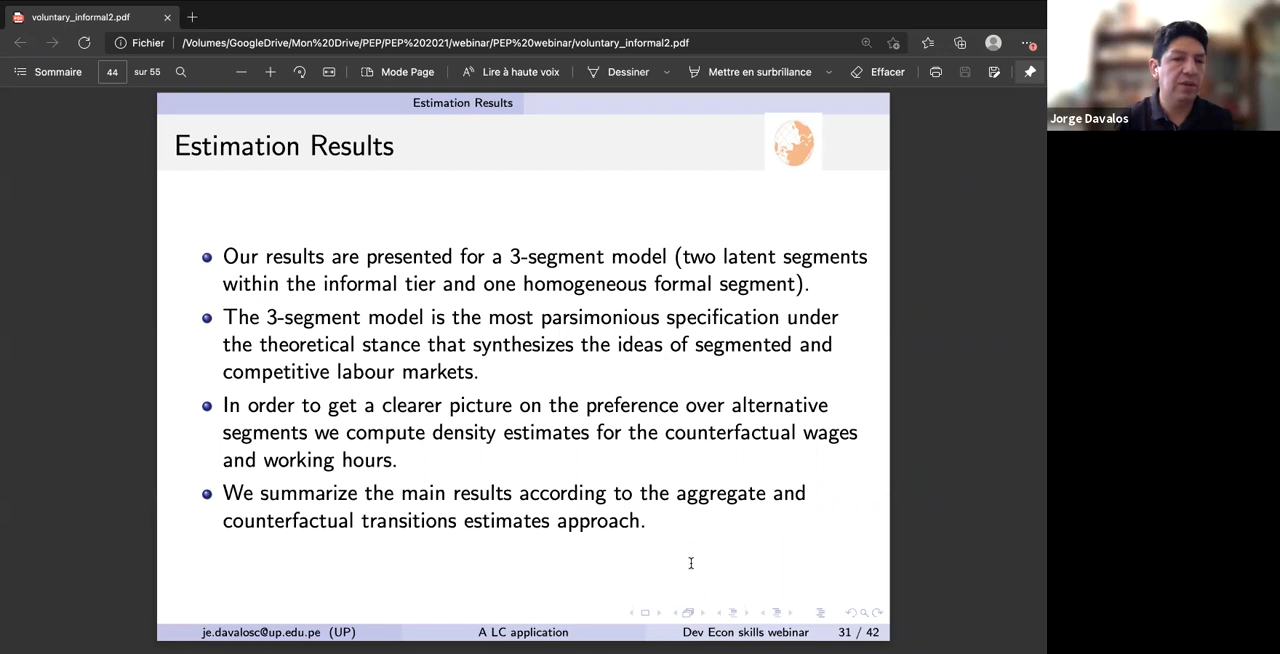 voluntary_informal2.pdf
Fichier
/Volumes/GoogleDrive/Mon%20Drive/PEP/PEP%202021/webinar/PEP%20webinar/voluntary_informal2.pdf
Sommaire
44
sur 55
Mode Page
Lire à haute voix
Dessiner
Mettre en surbrillance
Effacer
Jorge Davalos
Estimation Results
Estimation Results
Our results are presented for a 3-segment model (two latent segments
within the informal tier and one homogeneous formal segment).
The 3-segment model is the most parsimonious specification under
the theoretical stance that synthesizes the ideas of segmented and
competitive labour markets.
In order to get a clearer picture on the preference over alternative
segments we compute density estimates for the counterfactual wages
and working hours.
We summarize the main results according to the aggregate and
counterfactual transitions estimates approach.
je.davalosc@up.edu.pe (UP)
A LC application
Dev Econ skills webinar
31 / 42